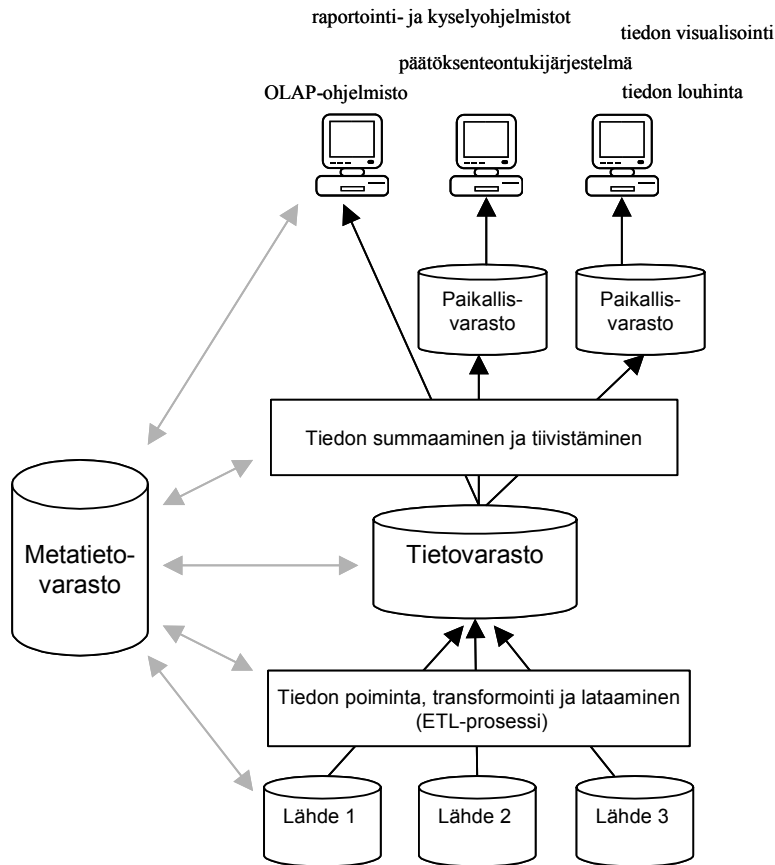 raportointi- ja kyselyohjelmistot
tiedon visualisointi
päätöksenteontukijärjestelmä
OLAP-ohjelmisto
tiedon louhinta
Paikallis-
varasto
Paikallis-
varasto
Tiedon summaaminen ja tiivistäminen
Metatieto-
varasto
Tietovarasto
Tiedon poiminta, transformointi ja lataaminen
(ETL-prosessi)
Lähde 1
Lähde 2
Lähde 3